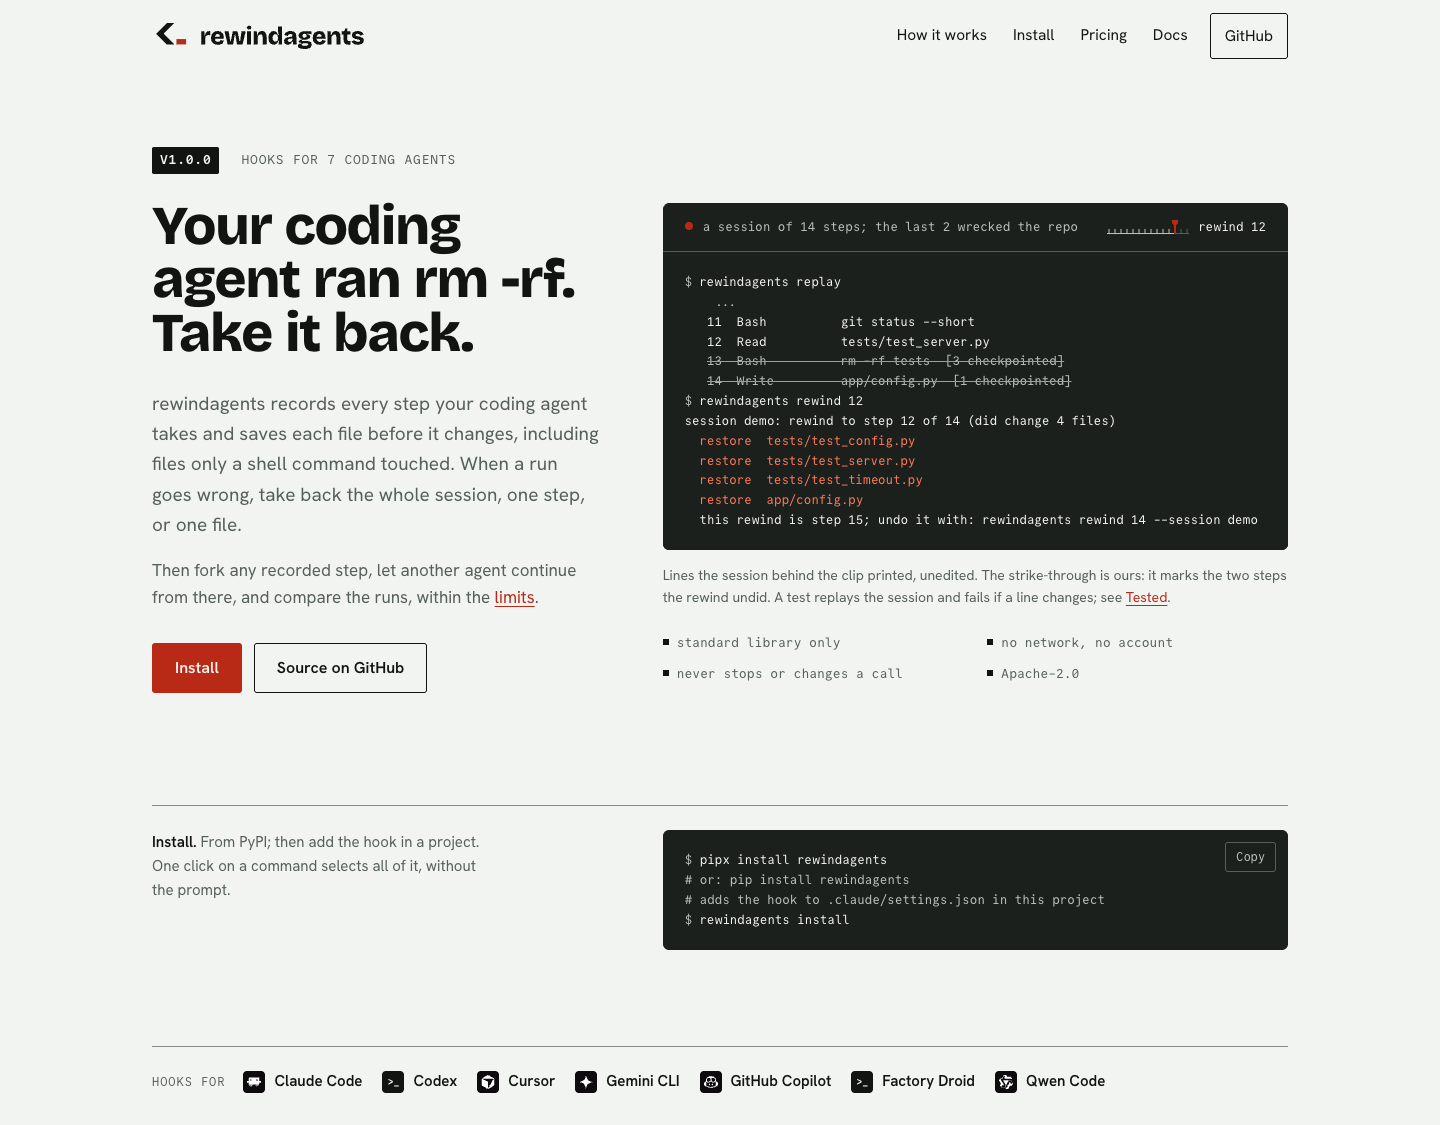 rewindagents
How it works
Install
Pricing
Docs
GitHub
V1.0.0
HOOKS FOR 7 CODING AGENTS
Your coding
agent ran rm -rf.
Take it back.
rewindagents records every step your coding agent
takes and saves each file before it changes, including
files only a shell command touched. When a run
goes wrong, take back the whole session, one step,
or one file.
Then fork any recorded step, let another agent continue
from there, and compare the runs, within the limits.
Install
Source on GitHub
a session of 14 steps; the last 2 wrecked the repo
rewind 12
$ rewindagents replay
...
11 Bash git status --short
12 Read tests/test_server.py
13 Bash rm -rf tests [3 checkpointed]
14 Write app/config.py [1 checkpointed]
$ rewindagents rewind 12
session demo: rewind to step 12 of 14 (did change 4 files)
restore tests/test_config.py
restore tests/test_server.py
restore tests/test_timeout.py
restore app/config.py
this rewind is step 15; undo it with: rewindagents rewind 14 --session demo
Lines the session behind the clip printed, unedited. The strike-through is ours: it marks the two steps
the rewind undid. A test replays the session and fails if a line changes; see Tested.
standard library only
no network, no account
never stops or changes a call
Apache-2.0
Install. From PyPI; then add the hook in a project.
One click on a command selects all of it, without
the prompt.
Copy
$ pipx install rewindagents
# or: pip install rewindagents
# adds the hook to .claude/settings.json in this project
$ rewindagents install
HOOKS FOR
Claude Code
Codex
Cursor
Gemini CLI
GitHub Copilot
Factory Droid
Qwen Code